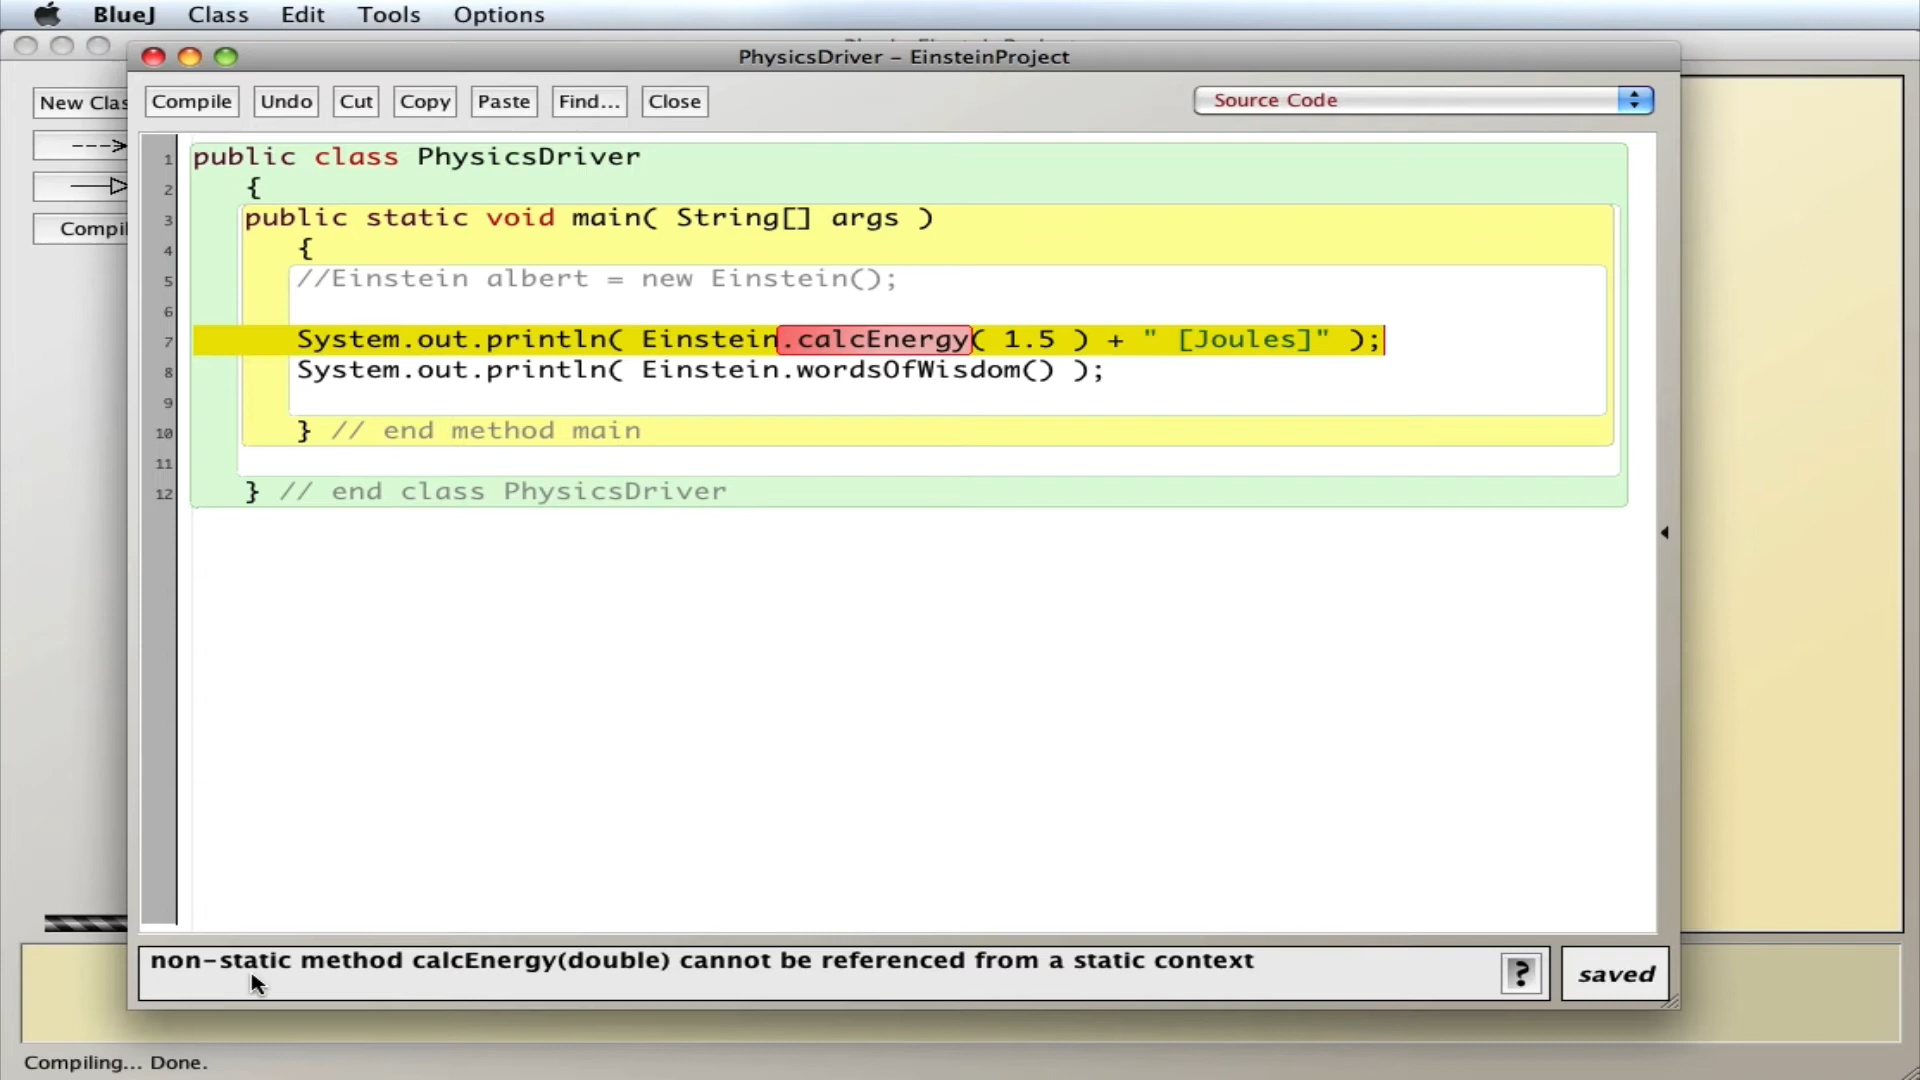 BlueJ Class Edit Tools Options
PhysicsDriver – EinsteinProject
New Clas
Compile Undo Cut Copy Paste Find... Close
Source Code
Compil
1 public class PhysicsDriver
2 {
3 public static void main( String[] args )
4 {
5 //Einstein albert = new Einstein();
6
7 System.out.println( Einstein.calcEnergy( 1.5 ) + " [Joules]" );
8 System.out.println( Einstein.wordsOfWisdom() );
9
10 } // end method main
11
12 } // end class PhysicsDriver
non-static method calcEnergy(double) cannot be referenced from a static context
? saved
Compiling... Done.